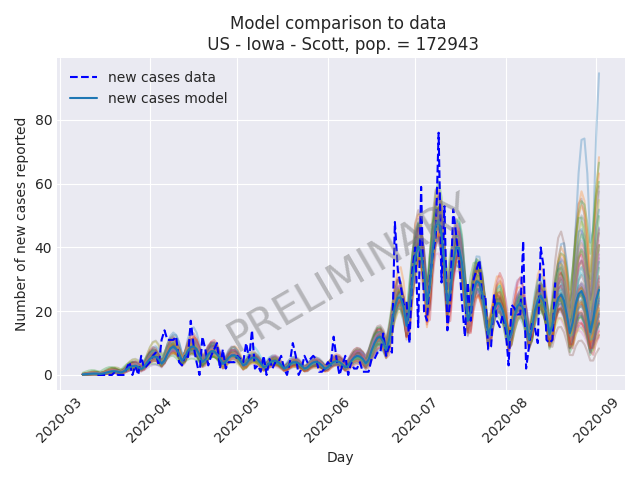 Model comparison to data
US - Iowa - Scott, pop. = 172943
new cases data
new cases model
PRELIMINARY
Number of new cases reported
80
60
40
20
0
2020-03
2020-04
2020-05
2020-06
2020-07
2020-08
2020-09
Day